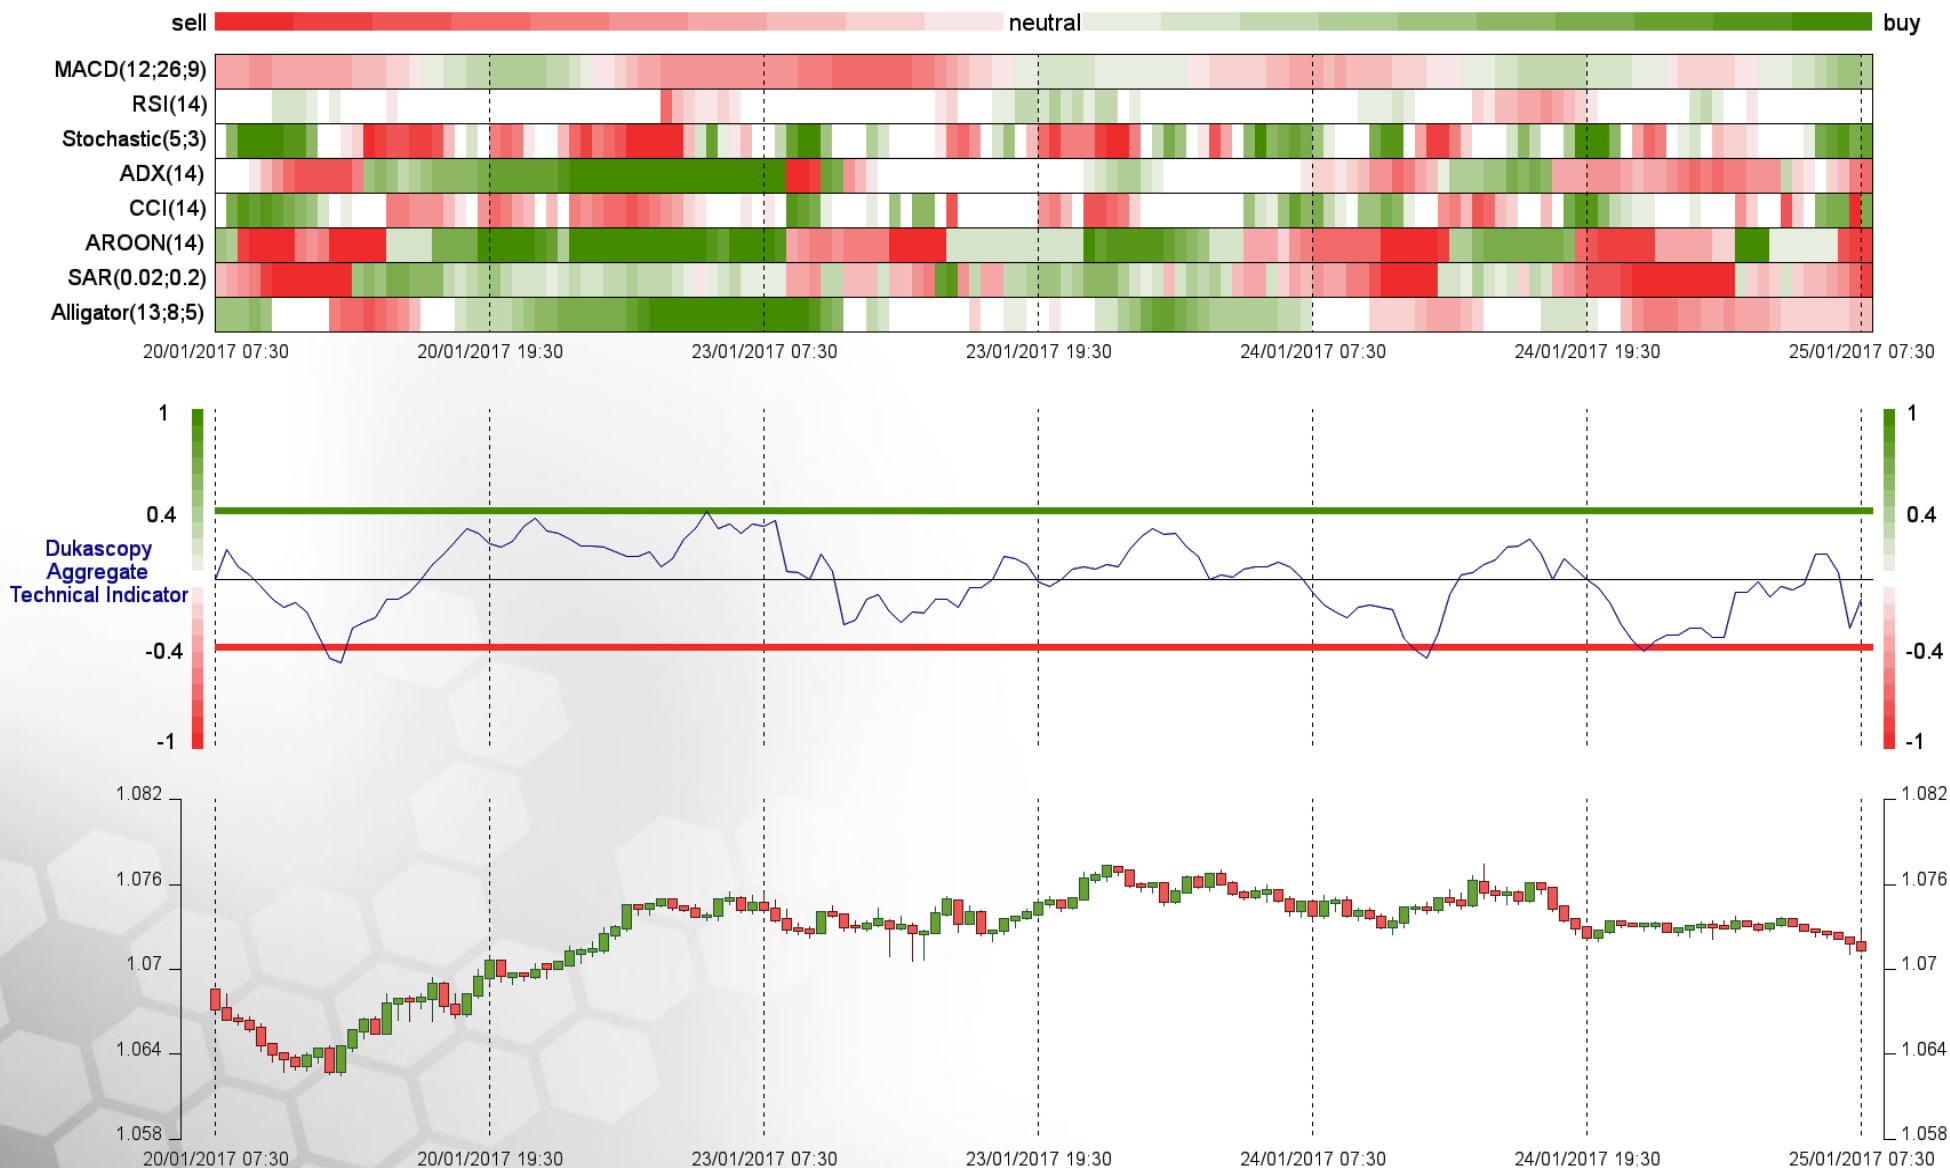 sell neutral buy
MACD(12;26;9)
RSI(14)
Stochastic(5;3)
ADX(14)
CCI(14)
AROON(14)
SAR(0.02;0.2)
Alligator(13;8;5)
20/01/2017 07:30 20/01/2017 19:30 23/01/2017 07:30 23/01/2017 19:30 24/01/2017 07:30 24/01/2017 19:30 25/01/2017 07:30
1 1
0.4 0.4
Dukascopy
Aggregate
Technical Indicator
-0.4 -0.4
-1 -1
1.082 1.082
1.076 1.076
1.07 1.07
1.064 1.064
1.058 1.058
20/01/2017 07:30 20/01/2017 19:30 23/01/2017 07:30 23/01/2017 19:30 24/01/2017 07:30 24/01/2017 19:30 25/01/2017 07:30